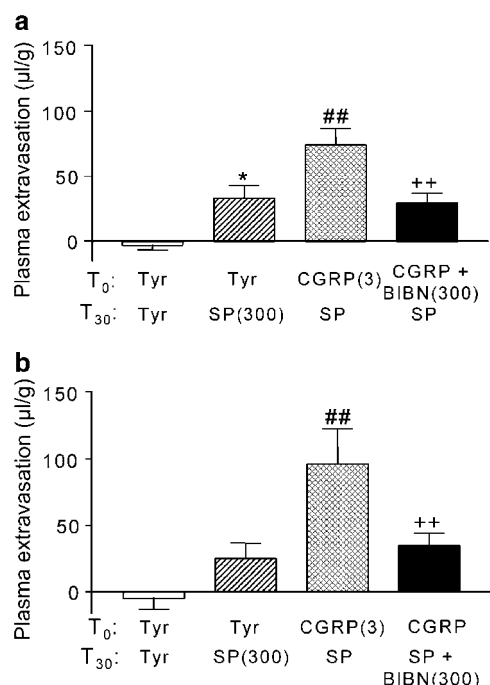 a
Plasma extravasation (µl/g)
150
100
50
0
*
##
++
T0: Tyr Tyr CGRP(3) CGRP + BIBN(300)
T30: Tyr SP(300) SP SP
b
Plasma extravasation (µl/g)
150
100
50
0
##
++
T0: Tyr Tyr CGRP(3) CGRP
T30: Tyr SP(300) SP SP + BIBN(300)